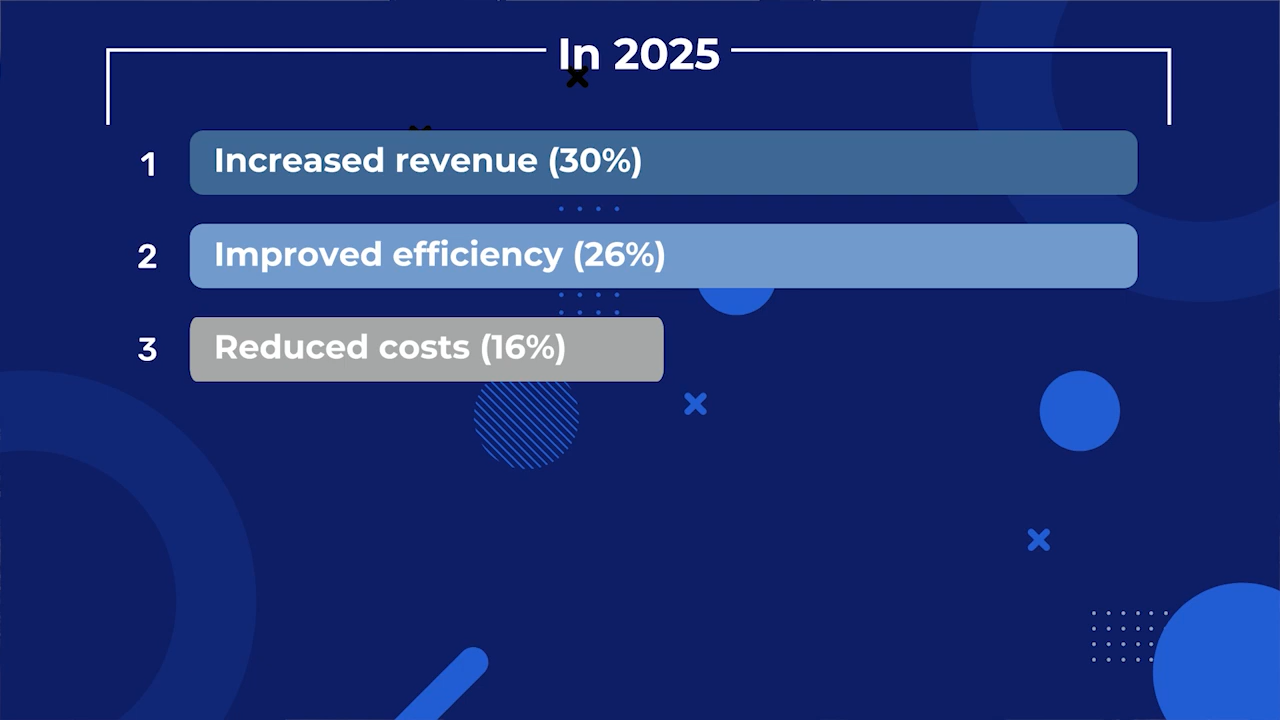 In 2025
1 Increased revenue (30%)
2 Improved efficiency (26%)
3 Reduced costs (16%)